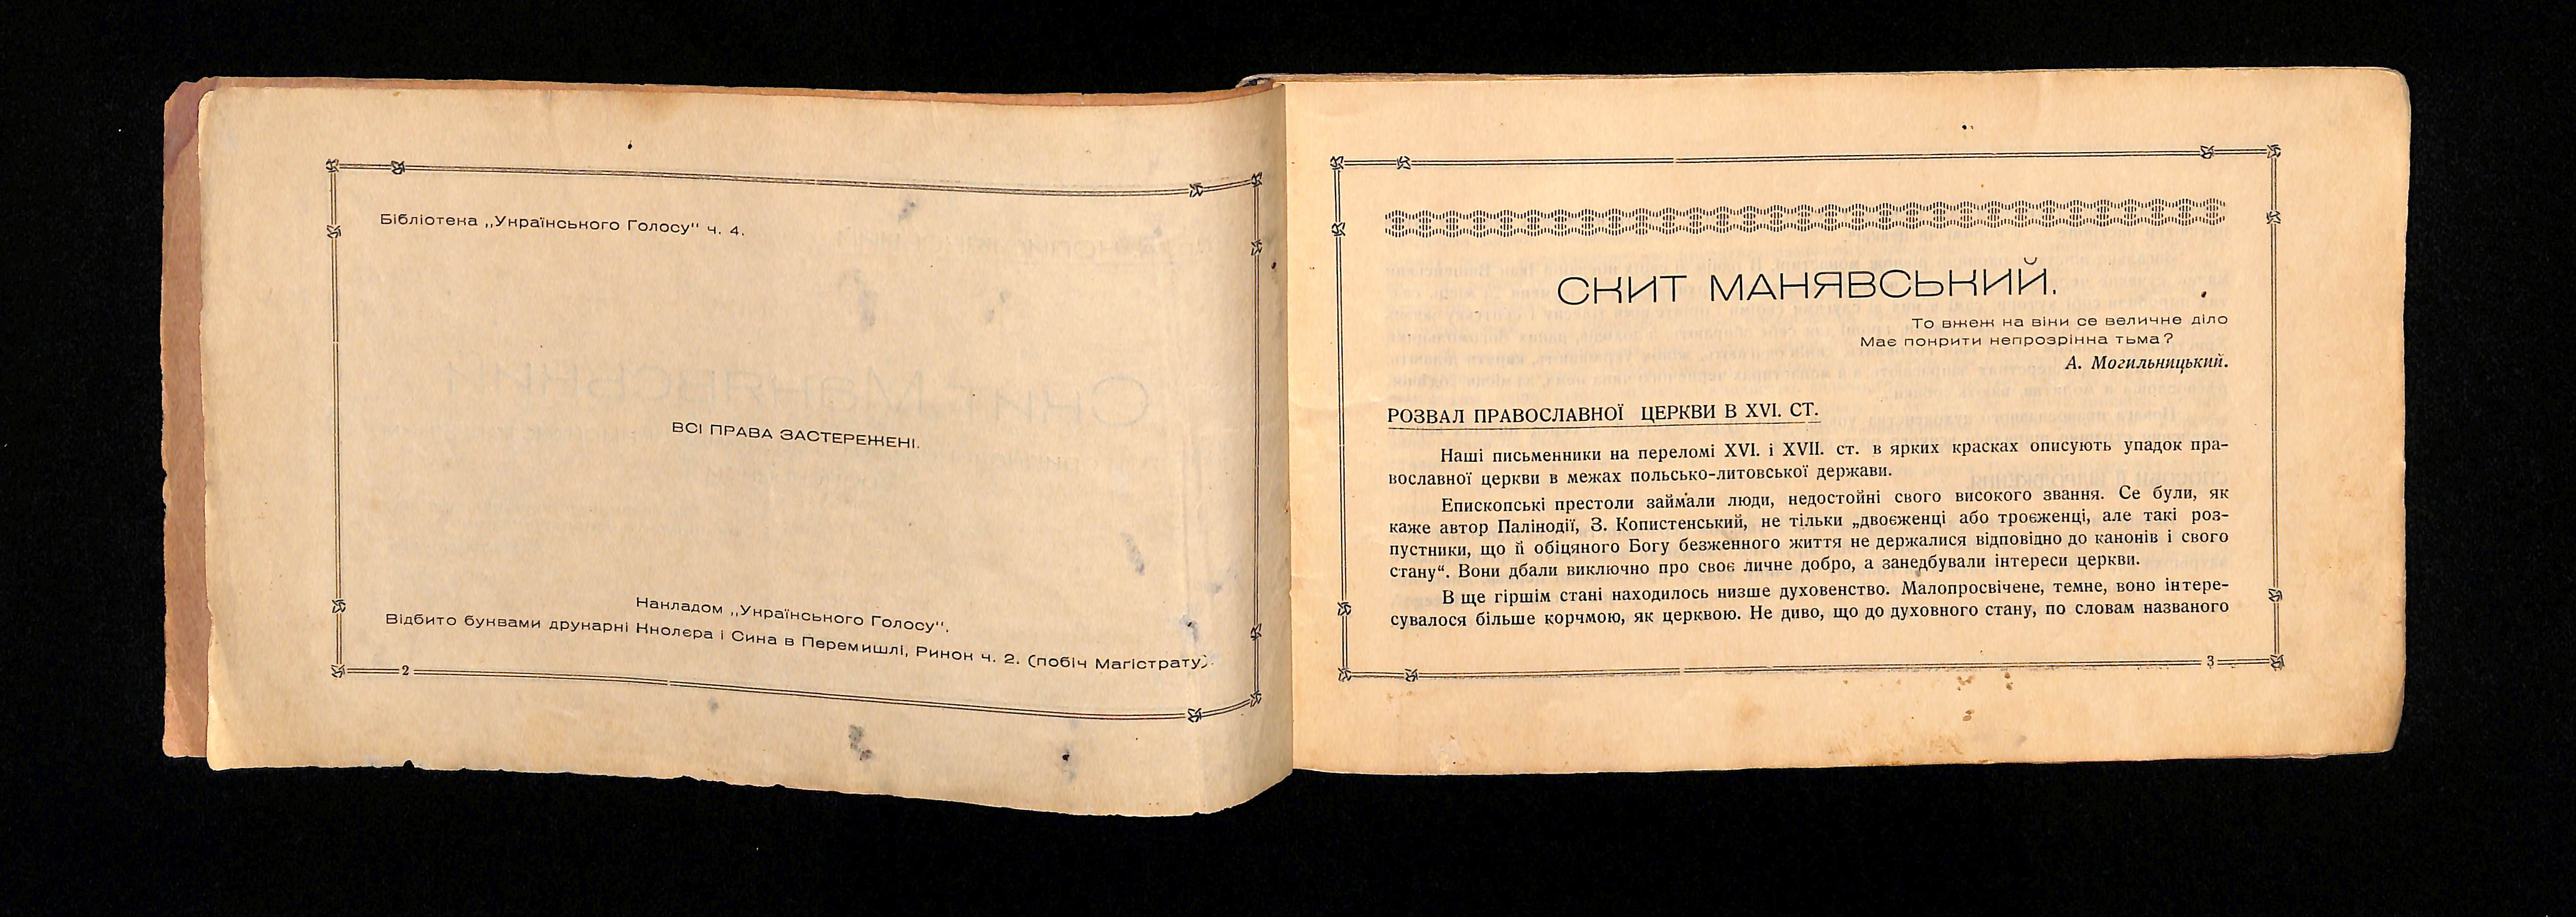 Бібліотека „Українського Голосу" ч. 4.
ВСІ ПРАВА ЗАСТЕРЕЖЕНІ.
Накладом „Українського Голосу".
Відбито буквами друкарні Кнолєра і Сина в Перемишлі, Ринок ч. 2. (побіч Магістрату).
2
СКИТ МАНЯВСЬКИЙ.
То вжеж на віни се величне діло
Має покрити непрозрінна тьма?
А. Могильницький.
РОЗВАЛ ПРАВОСЛАВНОЇ ЦЕРКВИ В XVI. СТ.
Наші письменники на переломі XVI. і XVII. ст. в ярких красках описують упадок пра-
вославної церкви в межах польсько-литовської держави.
Епископські престоли займали люди, недостойні свого високого звання. Се були, як
каже автор Палінодії, З. Копистенський, не тільки „двоєженці або троєженці, але такі роз-
пустники, що й обіцяного Богу безженного життя не держалися відповідно до канонів і свого
стану“. Вони дбали виключно про своє личне добро, а занедбували інтереси церкви.
В ще гіршім стані находилось низше духовенство. Малопросвічене, темне, воно інтере-
сувалося більше корчмою, як церквою. Не диво, що до духовного стану, по словам названого
3